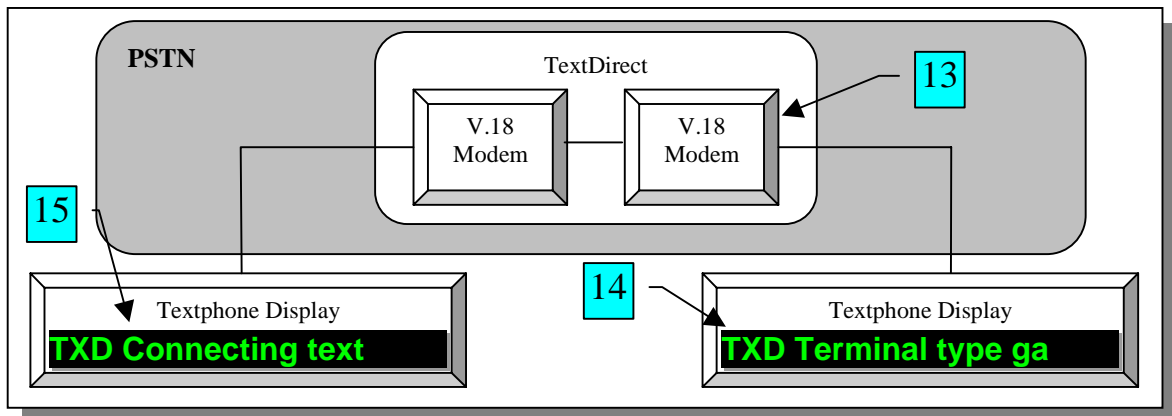 PSTN
TextDirect
13
V.18
Modem
V.18
Modem
15
14
Textphone Display
TXD Connecting text
Textphone Display
TXD Terminal type ga